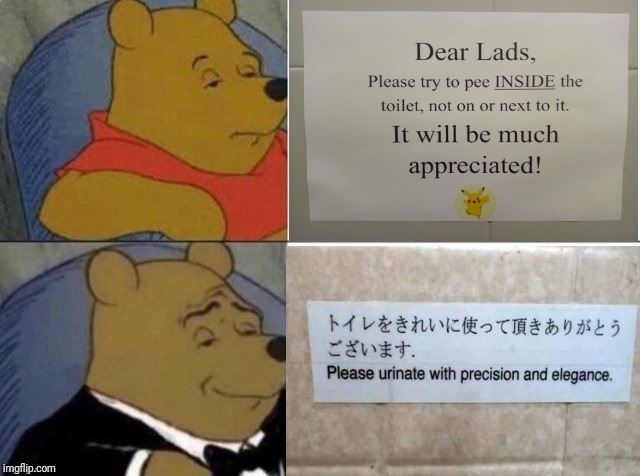 Dear Lads,
Please try to pee INSIDE the
toilet, not on or next to it.
It will be much
appreciated!
トイレをきれいに使って頂きありがとう
ございます.
Please urinate with precision and elegance.
imgflip.com